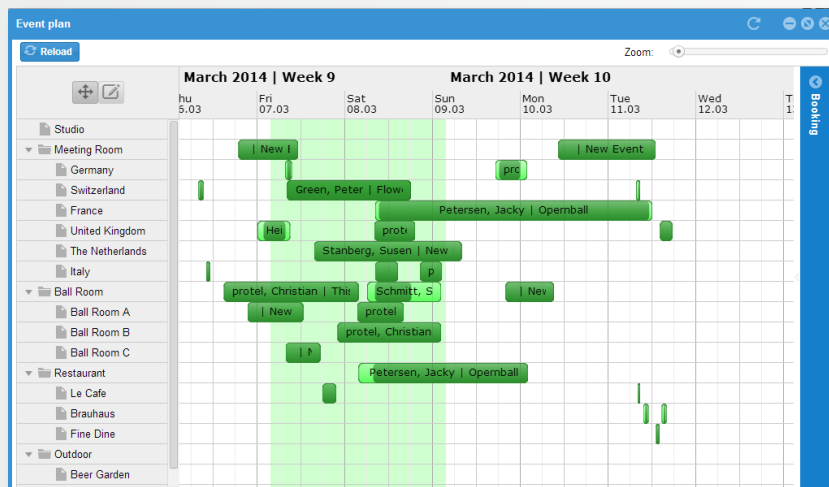 Event plan
Reload
Zoom:
March 2014 | Week 9
March 2014 | Week 10
hu
6.03
Fri
07.03
Sat
08.03
Sun
09.03
Mon
10.03
Tue
11.03
Wed
12.03
T
13
Booking
Studio
Meeting Room
| New E
| New Event
Germany
prc
Switzerland
Green, Peter | Flow
France
Petersen, Jacky | Opernball
United Kingdom
Hei
prot
The Netherlands
Stanberg, Susen | New
Italy
p
Ball Room
protel, Christian | This
Schmitt, S
| New
Ball Room A
| New
protel
Ball Room B
protel, Christian
Ball Room C
Restaurant
Petersen, Jacky | Opernball
Le Cafe
Brauhaus
Fine Dine
Outdoor
Beer Garden